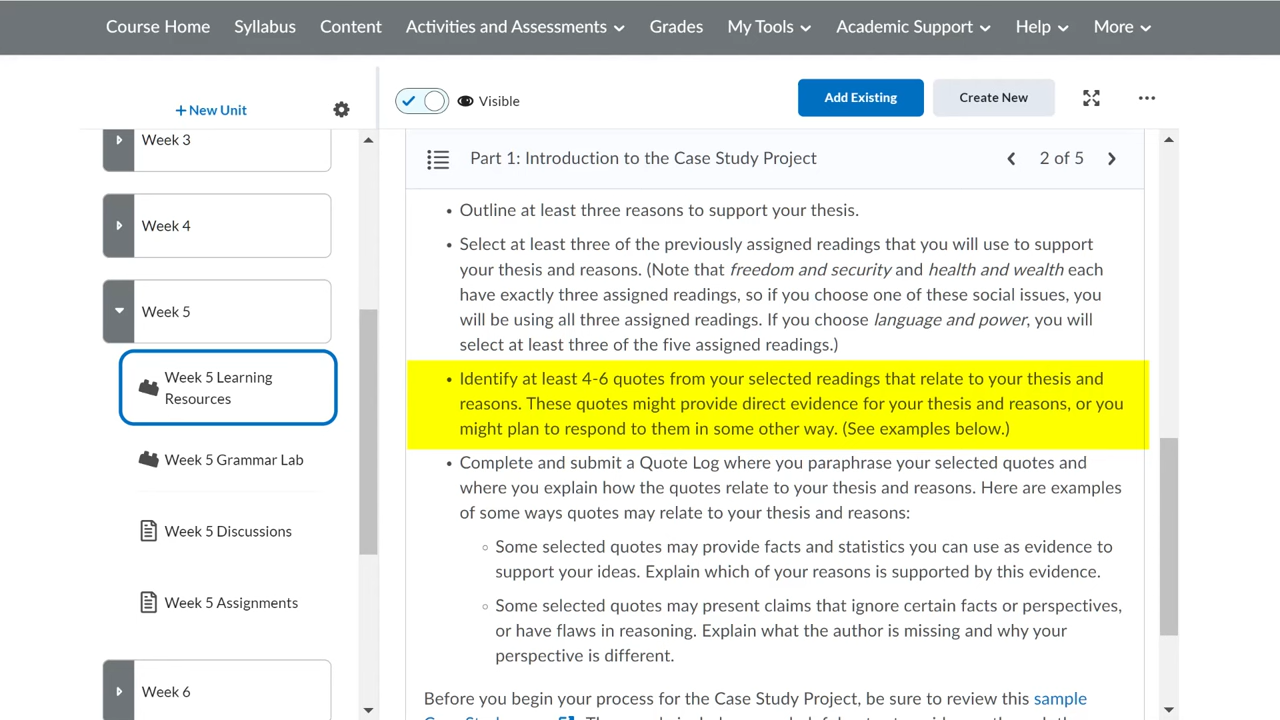 Course Home Syllabus Content Activities and Assessments Grades My Tools Academic Support Help More
+ New Unit
Visible
Add Existing
Create New
Week 3
Week 4
Week 5
Week 5 Learning
Resources
Week 5 Grammar Lab
Week 5 Discussions
Week 5 Assignments
Week 6
Part 1: Introduction to the Case Study Project
2 of 5
• Outline at least three reasons to support your thesis.
• Select at least three of the previously assigned readings that you will use to support
your thesis and reasons. (Note that freedom and security and health and wealth each
have exactly three assigned readings, so if you choose one of these social issues, you
will be using all three assigned readings. If you choose language and power, you will
select at least three of the five assigned readings.)
• Identify at least 4-6 quotes from your selected readings that relate to your thesis and
reasons. These quotes might provide direct evidence for your thesis and reasons, or you
might plan to respond to them in some other way. (See examples below.)
• Complete and submit a Quote Log where you paraphrase your selected quotes and
where you explain how the quotes relate to your thesis and reasons. Here are examples
of some ways quotes may relate to your thesis and reasons:
◦ Some selected quotes may provide facts and statistics you can use as evidence to
support your ideas. Explain which of your reasons is supported by this evidence.
◦ Some selected quotes may present claims that ignore certain facts or perspectives,
or have flaws in reasoning. Explain what the author is missing and why your
perspective is different.
Before you begin your process for the Case Study Project, be sure to review this sample